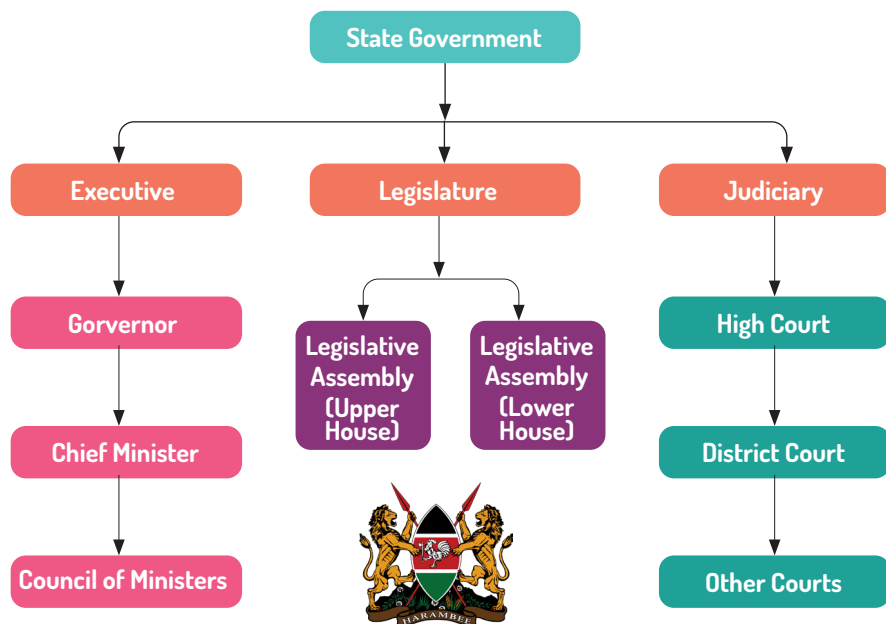 State Government
Executive
Legislature
Judiciary
Gorvernor
Legislative
Assembly
(Upper
House)
Legislative
Assembly
(Lower
House)
High Court
Chief Minister
District Court
Council of Ministers
Other Courts
HARAMBEE